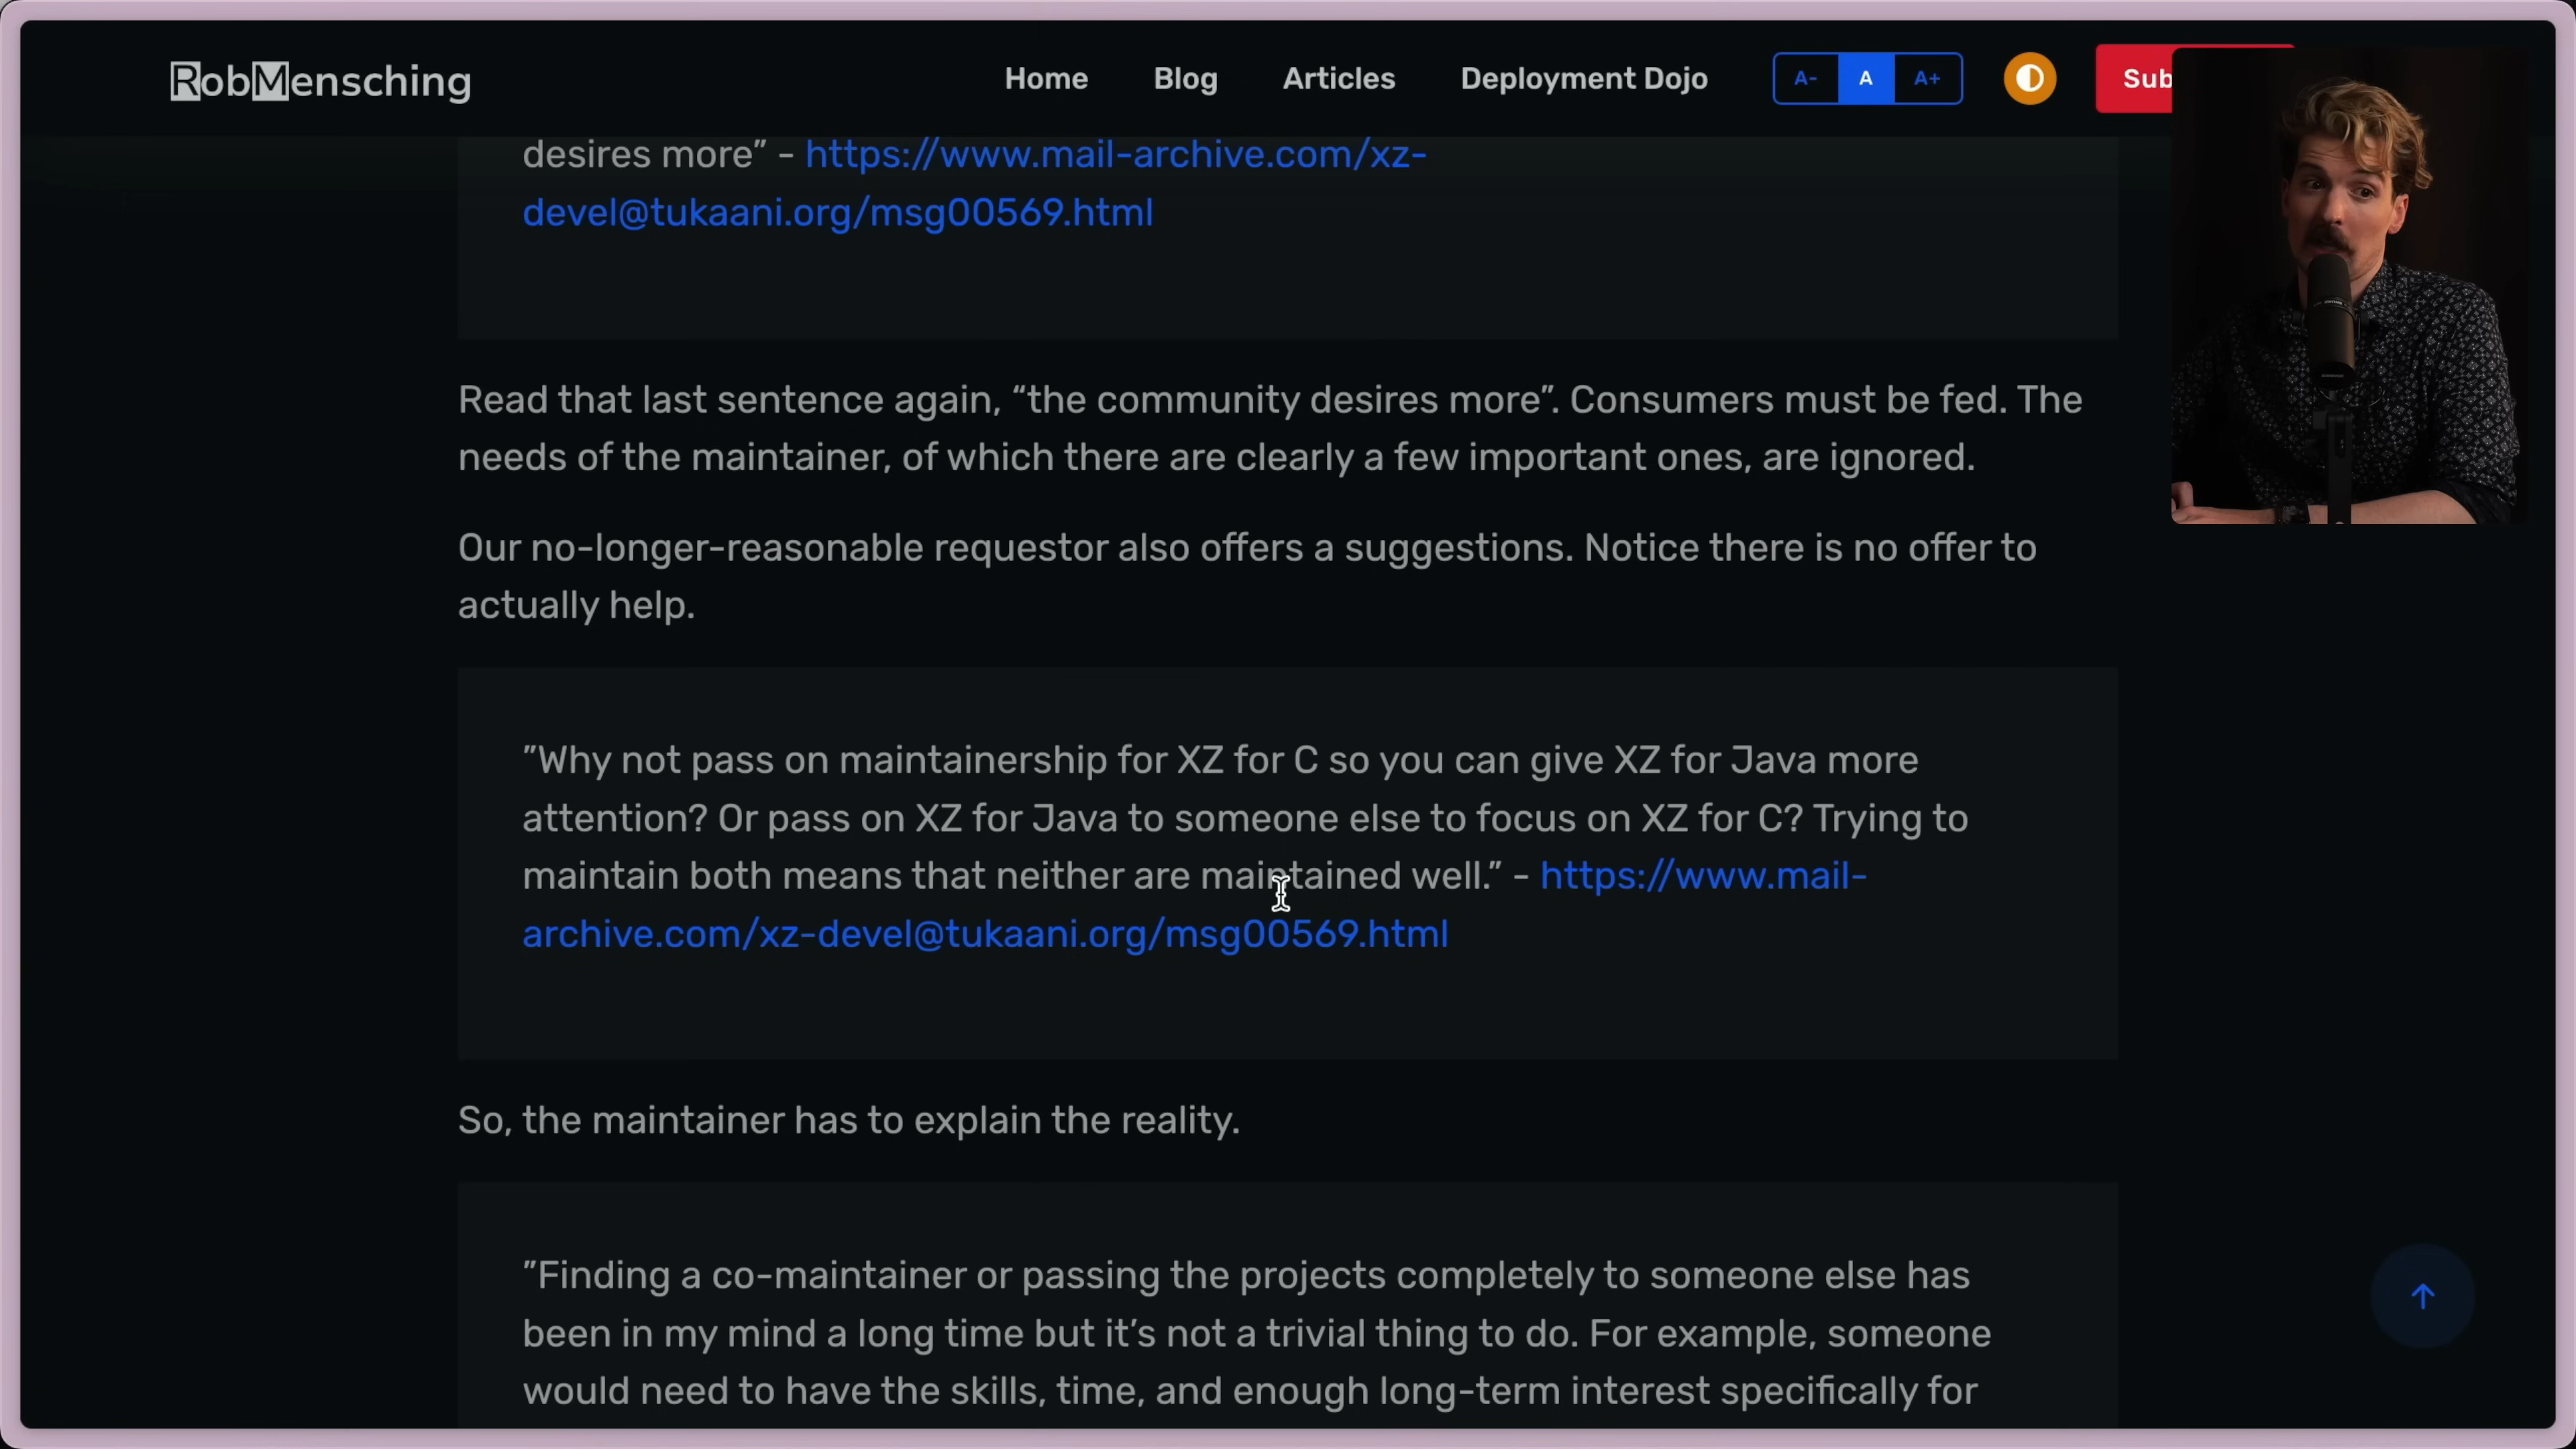 RobMensching
Home
Blog
Articles
Deployment Dojo
A-
A
A+
Sub
desires more” - https://www.mail-archive.com/xz-
devel@tukaani.org/msg00569.html
Read that last sentence again, “the community desires more”. Consumers must be fed. The
needs of the maintainer, of which there are clearly a few important ones, are ignored.
Our no-longer-reasonable requestor also offers a suggestions. Notice there is no offer to
actually help.
”Why not pass on maintainership for XZ for C so you can give XZ for Java more
attention? Or pass on XZ for Java to someone else to focus on XZ for C? Trying to
maintain both means that neither are maintained well.” - https://www.mail-
archive.com/xz-devel@tukaani.org/msg00569.html
So, the maintainer has to explain the reality.
”Finding a co-maintainer or passing the projects completely to someone else has
been in my mind a long time but it’s not a trivial thing to do. For example, someone
would need to have the skills, time, and enough long-term interest specifically for